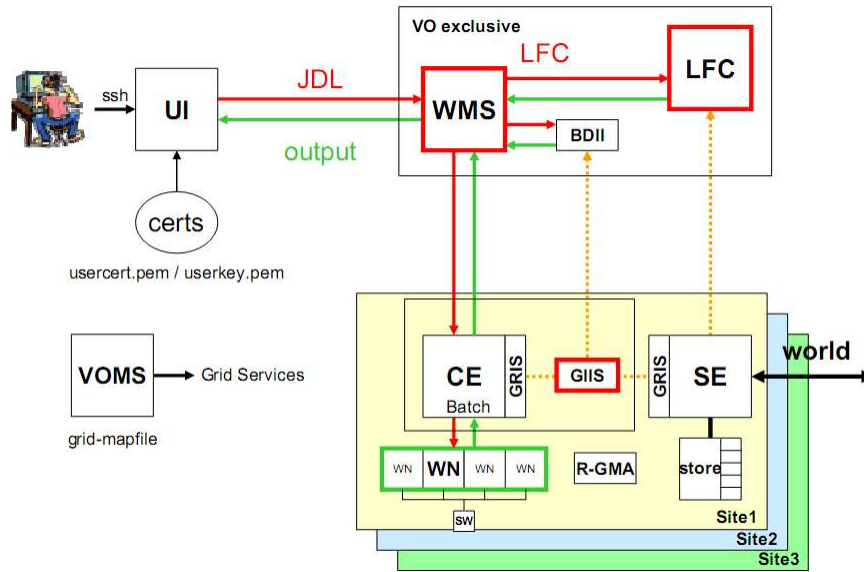 VO exclusive
LFC
LFC
JDL
ssh
UI
WMS
BDII
output
certs
usercert.pem / userkey.pem
VOMS
Grid Services
grid-mapfile
CE
Batch
GRIS
GIIS
GRIS
SE
world
WN
WN
WN
WN
R-GMA
store
SW
Site1
Site2
Site3